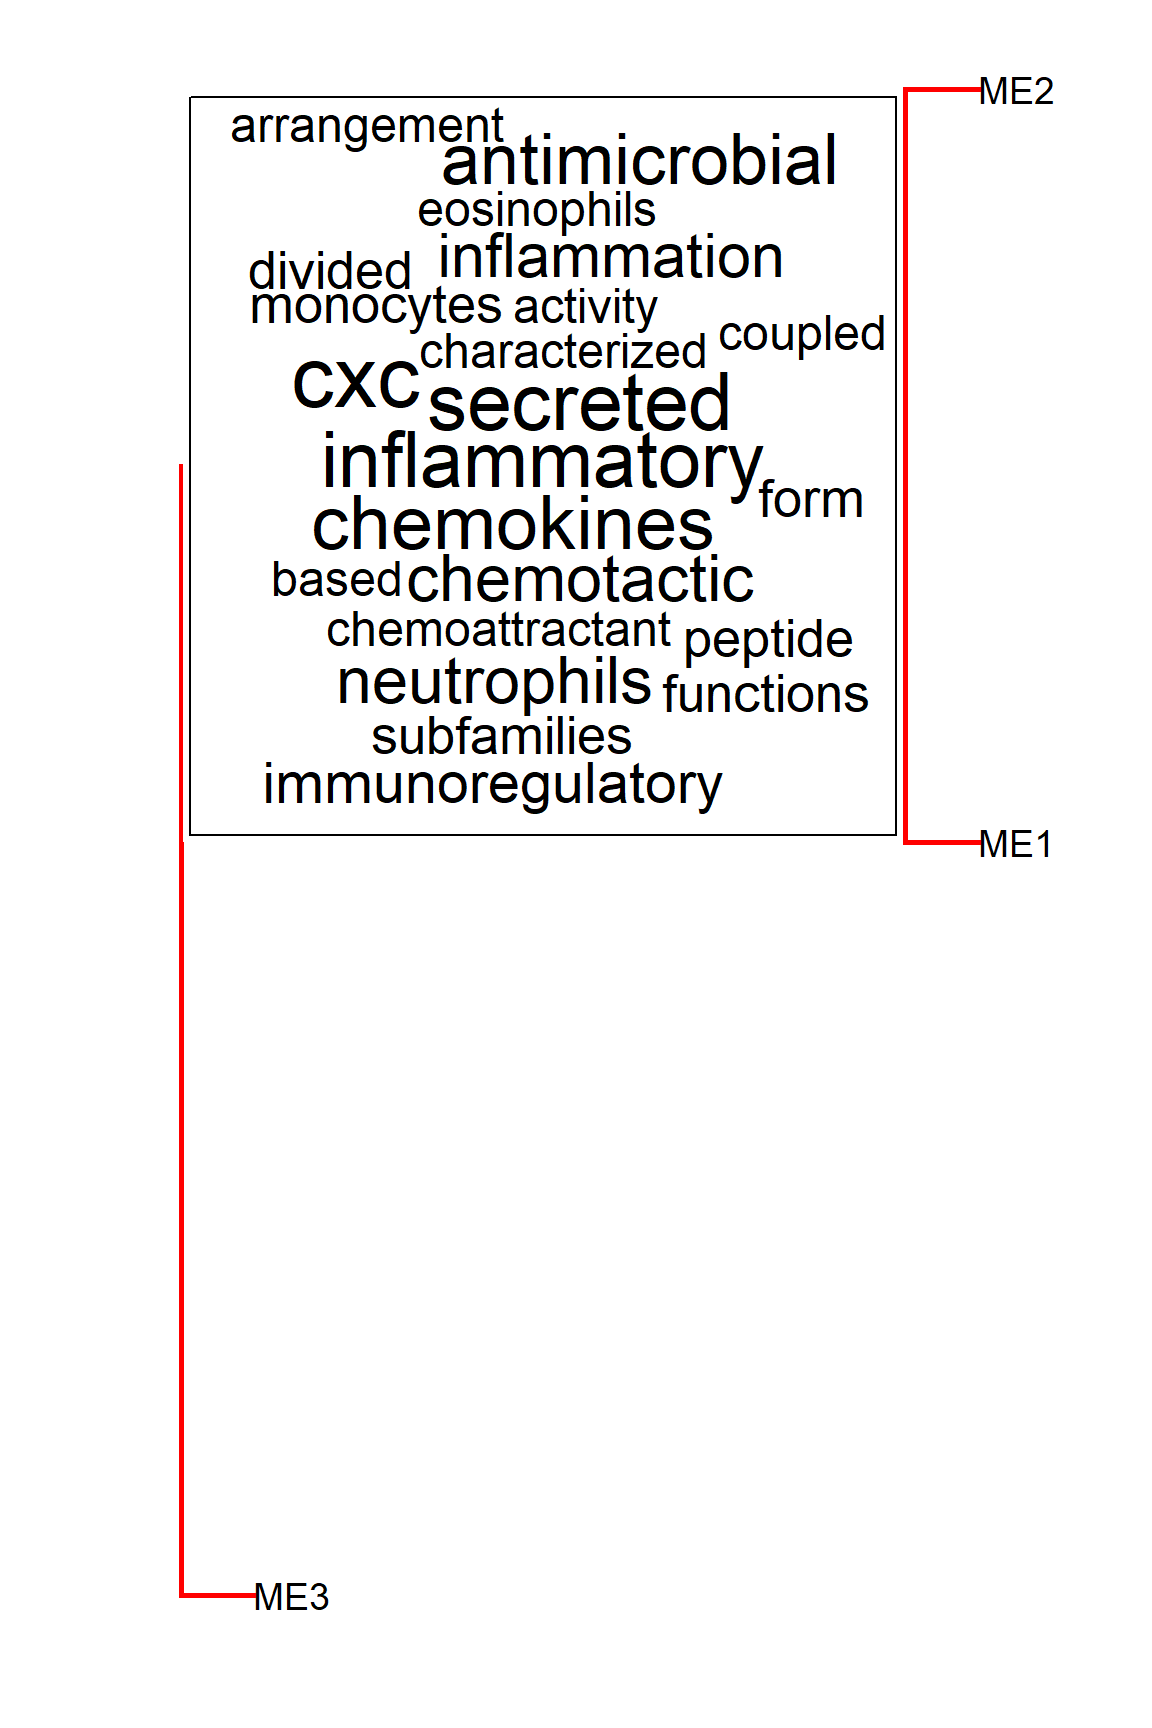 ME2
arrangement
antimicrobial
eosinophils
inflammation
divided
monocytes activity
coupled
characterized
cxc
secreted
inflammatory
form
chemokines
based chemotactic
chemoattractant peptide
neutrophils functions
subfamilies
immunoregulatory
ME1
ME3